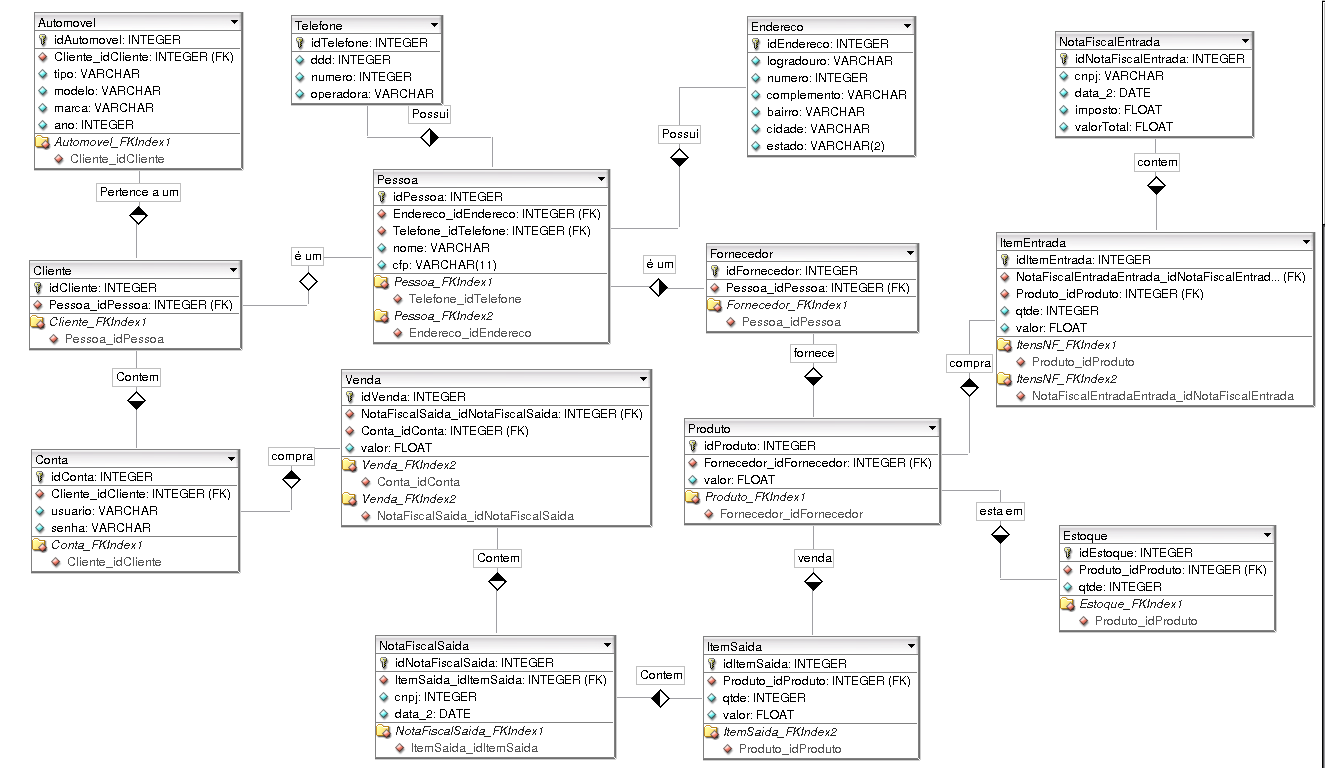 Automovel
idAutomovel: INTEGER
Cliente_idCliente: INTEGER (FK)
tipo: VARCHAR
modelo: VARCHAR
marca: VARCHAR
ano: INTEGER
Automovel_FKIndex1
Cliente_idCliente
Telefone
idTelefone: INTEGER
ddd: INTEGER
numero: INTEGER
operadora: VARCHAR
Possui
Endereco
idEndereco: INTEGER
logradouro: VARCHAR
numero: INTEGER
complemento: VARCHAR
bairro: VARCHAR
cidade: VARCHAR
estado: VARCHAR(2)
Possui
NotaFiscalEntrada
idNotaFiscalEntrada: INTEGER
cnpj: VARCHAR
data_2: DATE
imposto: FLOAT
valorTotal: FLOAT
contem
Pertence a um
Pessoa
idPessoa: INTEGER
Endereco_idEndereco: INTEGER (FK)
Telefone_idTelefone: INTEGER (FK)
nome: VARCHAR
cfp: VARCHAR(11)
Pessoa_FKIndex1
Telefone_idTelefone
Pessoa_FKIndex2
Endereco_idEndereco
é um
é um
Cliente
idCliente: INTEGER
Pessoa_idPessoa: INTEGER (FK)
Cliente_FKIndex1
Pessoa_idPessoa
Fornecedor
idFornecedor: INTEGER
Pessoa_idPessoa: INTEGER (FK)
Fornecedor_FKIndex1
Pessoa_idPessoa
ItemEntrada
idItemEntrada: INTEGER
NotaFiscalEntradaEntrada_idNotaFiscalEntrad... (FK)
Produto_idProduto: INTEGER (FK)
qtde: INTEGER
valor: FLOAT
ItensNF_FKIndex1
Produto_idProduto
ItensNF_FKIndex2
NotaFiscalEntradaEntrada_idNotaFiscalEntrada
Contem
fornece
compra
Venda
idVenda: INTEGER
NotaFiscalSaida_idNotaFiscalSaida: INTEGER (FK)
Conta_idConta: INTEGER (FK)
valor: FLOAT
Venda_FKIndex2
Conta_idConta
Venda_FKIndex2
NotaFiscalSaida_idNotaFiscalSaida
Conta
idConta: INTEGER
Cliente_idCliente: INTEGER (FK)
usuario: VARCHAR
senha: VARCHAR
Conta_FKIndex1
Cliente_idCliente
compra
Produto
idProduto: INTEGER
Fornecedor_idFornecedor: INTEGER (FK)
valor: FLOAT
Produto_FKIndex1
Fornecedor_idFornecedor
esta em
Estoque
idEstoque: INTEGER
Produto_idProduto: INTEGER (FK)
qtde: INTEGER
Estoque_FKIndex1
Produto_idProduto
Contem
venda
NotaFiscalSaida
idNotaFiscalSaida: INTEGER
ItemSaida_idItemSaida: INTEGER (FK)
cnpj: INTEGER
data_2: DATE
NotaFiscalSaida_FKIndex1
ItemSaida_idItemSaida
Contem
ItemSaida
idItemSaida: INTEGER
Produto_idProduto: INTEGER (FK)
qtde: INTEGER
valor: FLOAT
ItemSaida_FKIndex2
Produto_idProduto